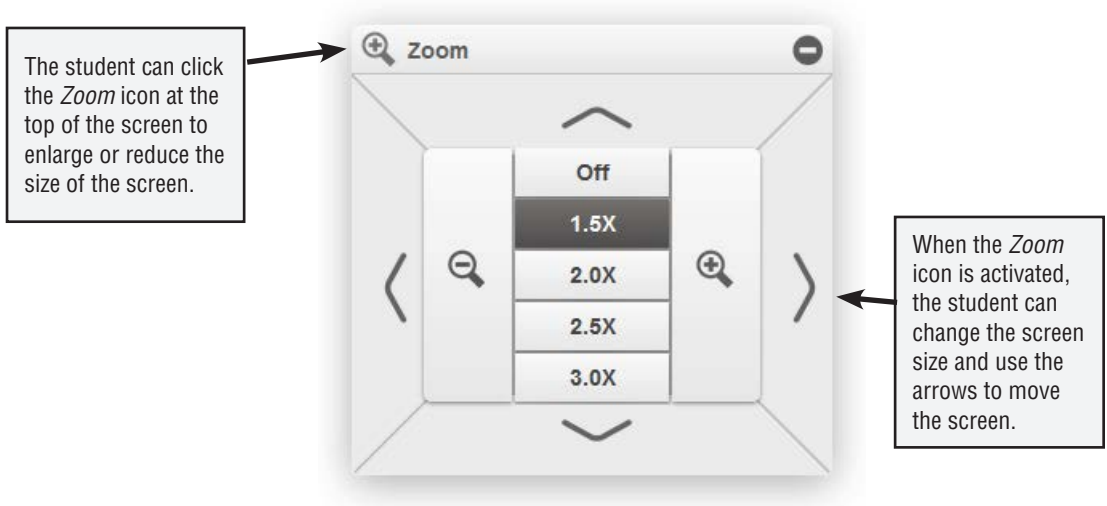 The student can click
the Zoom icon at the
top of the screen to
enlarge or reduce the
size of the screen.
Zoom
Off
1.5X
2.0X
2.5X
3.0X
When the Zoom
icon is activated,
the student can
change the screen
size and use the
arrows to move
the screen.